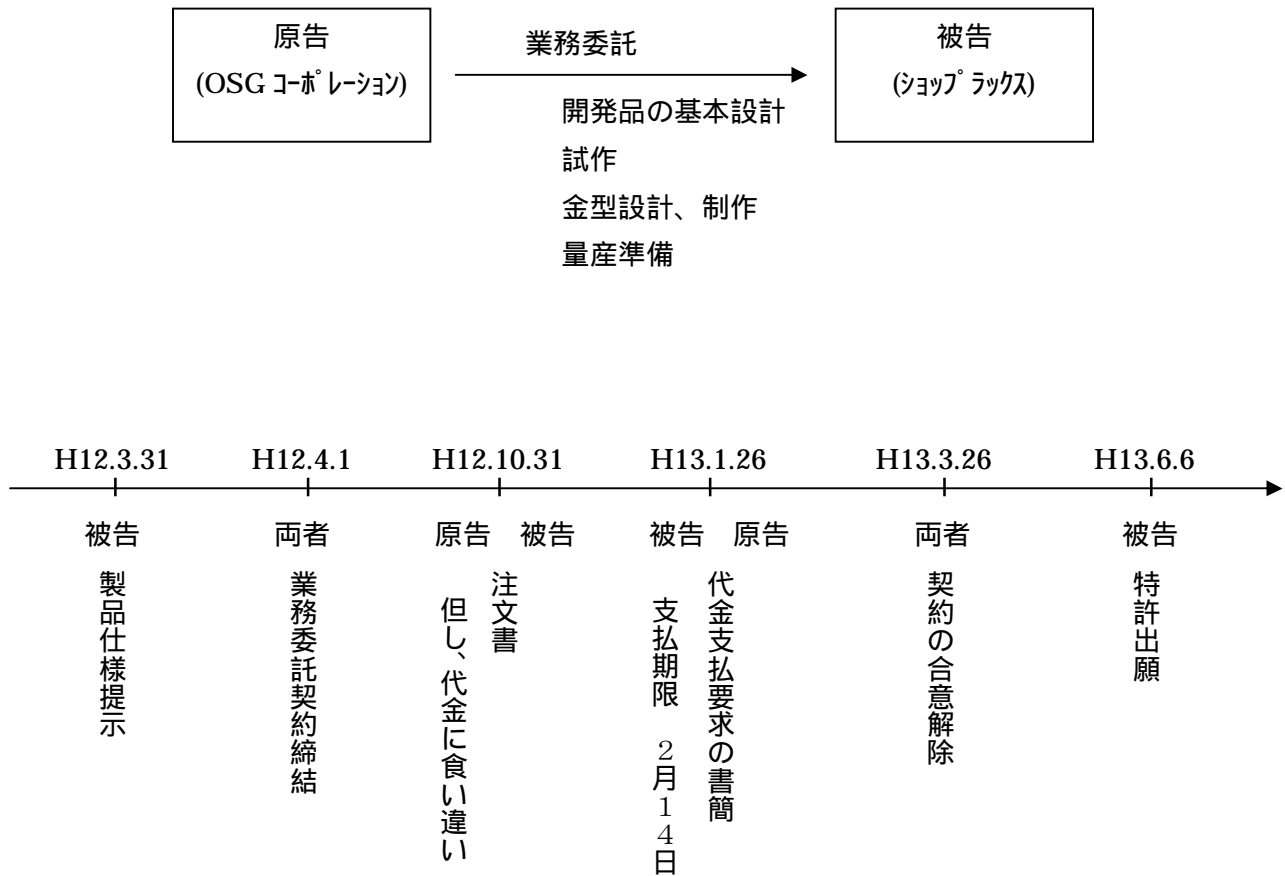 原告
(OSG ｺｰﾎﾟﾚｰｼｮﾝ)
業務委託
被告
(ｼｮｯﾌﾟﾗｯｸｽ)
開発品の基本設計
試作
金型設計、制作
量産準備
H12.3.31
H12.4.1
H12.10.31
H13.1.26
H13.3.26
H13.6.6
被告
両者
原告 被告
被告 原告
両者
被告
製品仕様提示
業務委託契約締結
注文書
但し、代金に食い違い
代金支払要求の書簡
支払期限 ２月１４日
契約の合意解除
特許出願